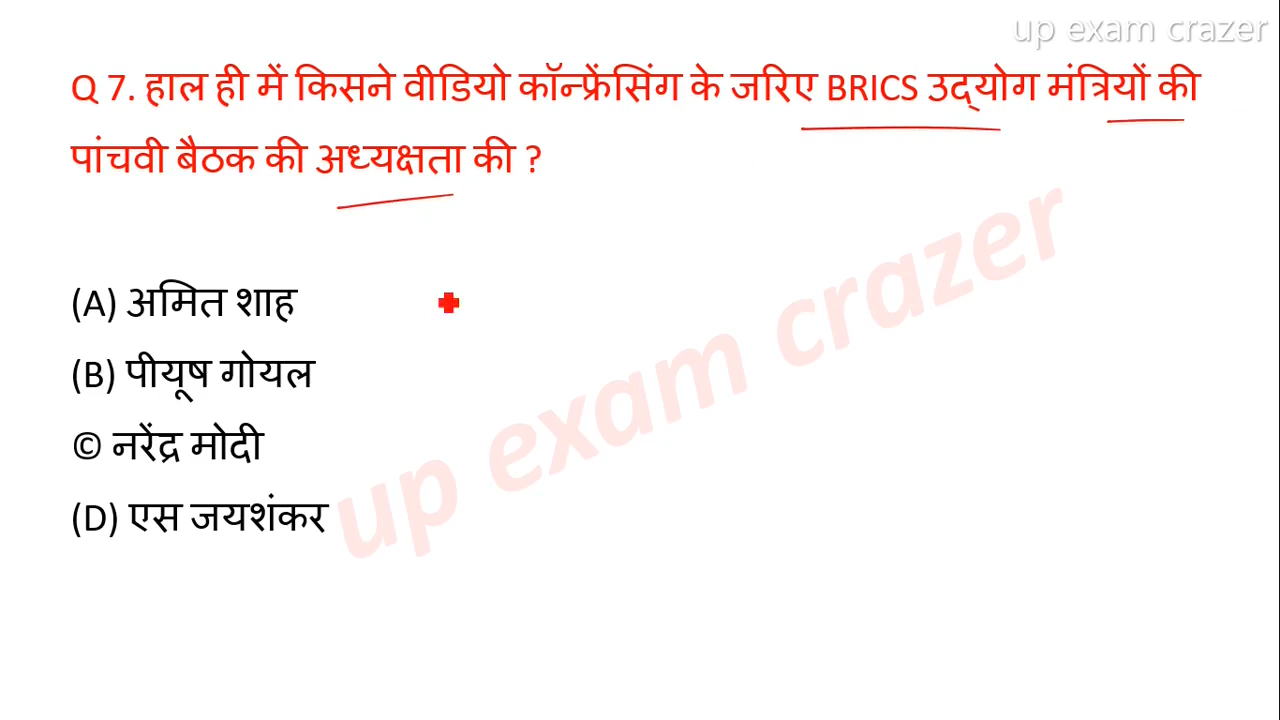 up exam crazer
Q 7. हाल ही में किसने वीडियो कॉन्फ्रेंसिंग के जरिए BRICS उद्योग मंत्रियों की
पांचवी बैठक की अध्यक्षता की ?
(A) अमित शाह
(B) पीयूष गोयल
© नरेंद्र मोदी
(D) एस जयशंकर
up exam crazer